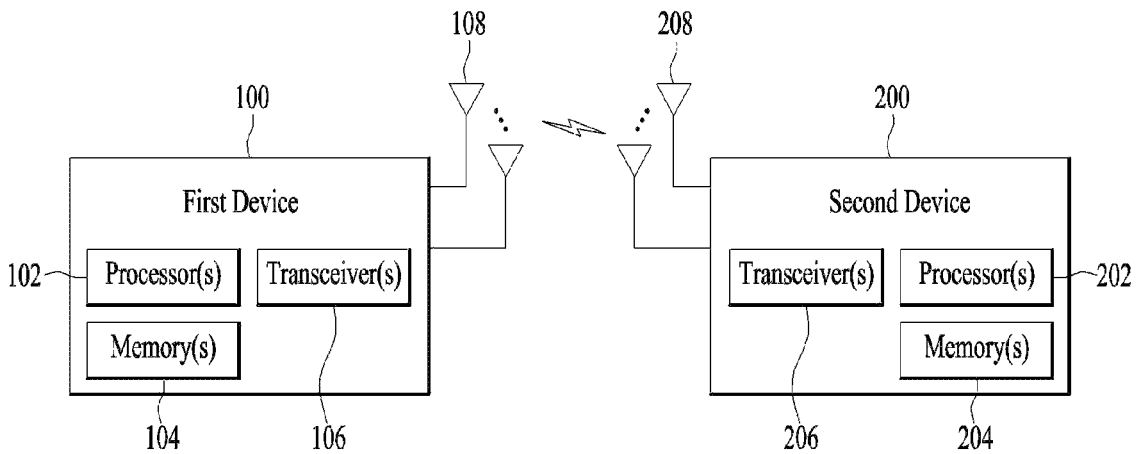 108
208
100
200
First Device
Second Device
102
Processor(s)
Transceiver(s)
Transceiver(s)
Processor(s)
202
Memory(s)
Memory(s)
104
106
206
204